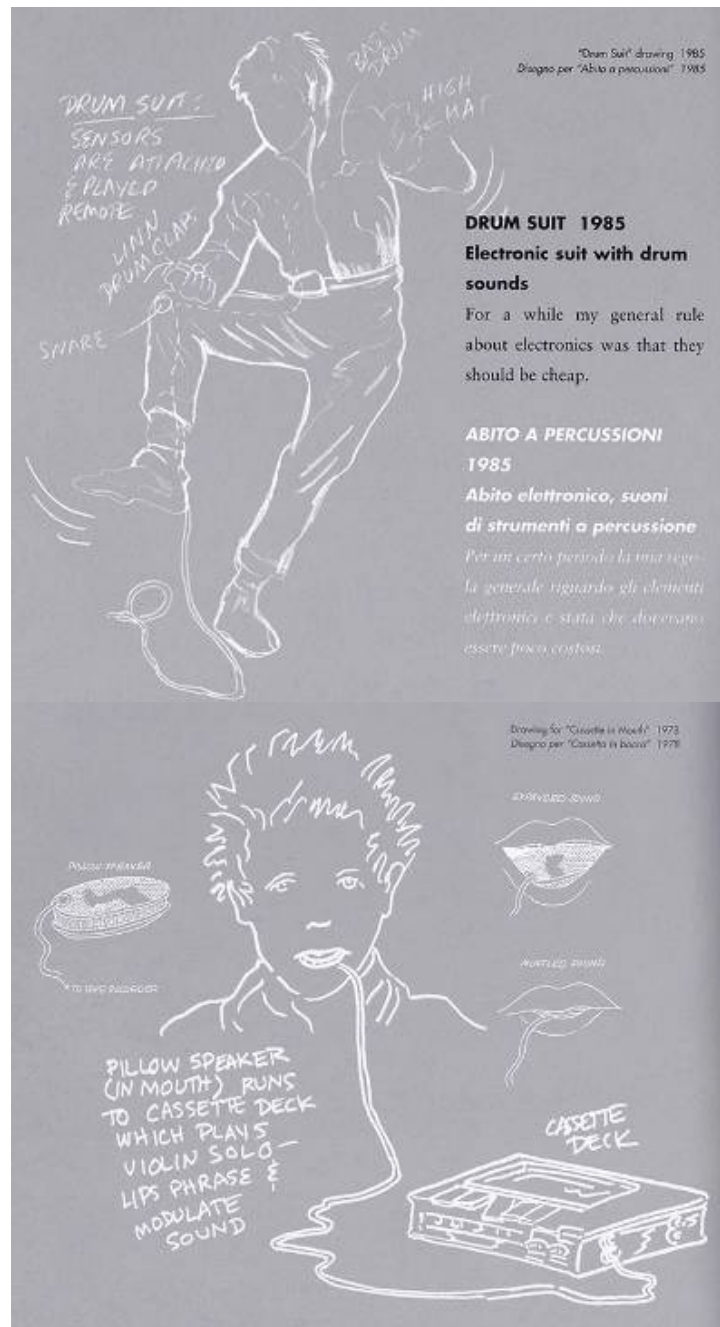 "Drum Suit" drawing 1985
Disegno per "Abito a percussioni" 1985
BASS
DRUM
HIGH
HAT
DRUM SUIT:
SENSORS
ARE ATTACHED
& PLAYED
REMOTE
LINN
DRUM CLAP
SNARE
DRUM SUIT 1985
Electronic suit with drum
sounds
For a while my general rule
about electronics was that they
should be cheap.
ABITO A PERCUSSIONI
1985
Abito elettronico, suoni
di strumenti a percussione
Per un certo periodo la mia rego-
la generale riguardo gli elementi
elettronici è stata che dovevano
essere poco costosi.
Drawing for "Cassette in Mouth" 1978
Disegno per "Cassetta in bocca" 1978
EXPANDED SOUND
PILLOW SPEAKER
TO TAPE RECORDER
MUFFLED SOUND
PILLOW SPEAKER
(IN MOUTH) RUNS
TO CASSETTE DECK
WHICH PLAYS
VIOLIN SOLO—
LIPS PHRASE &
MODULATE
SOUND
CASSETTE
DECK